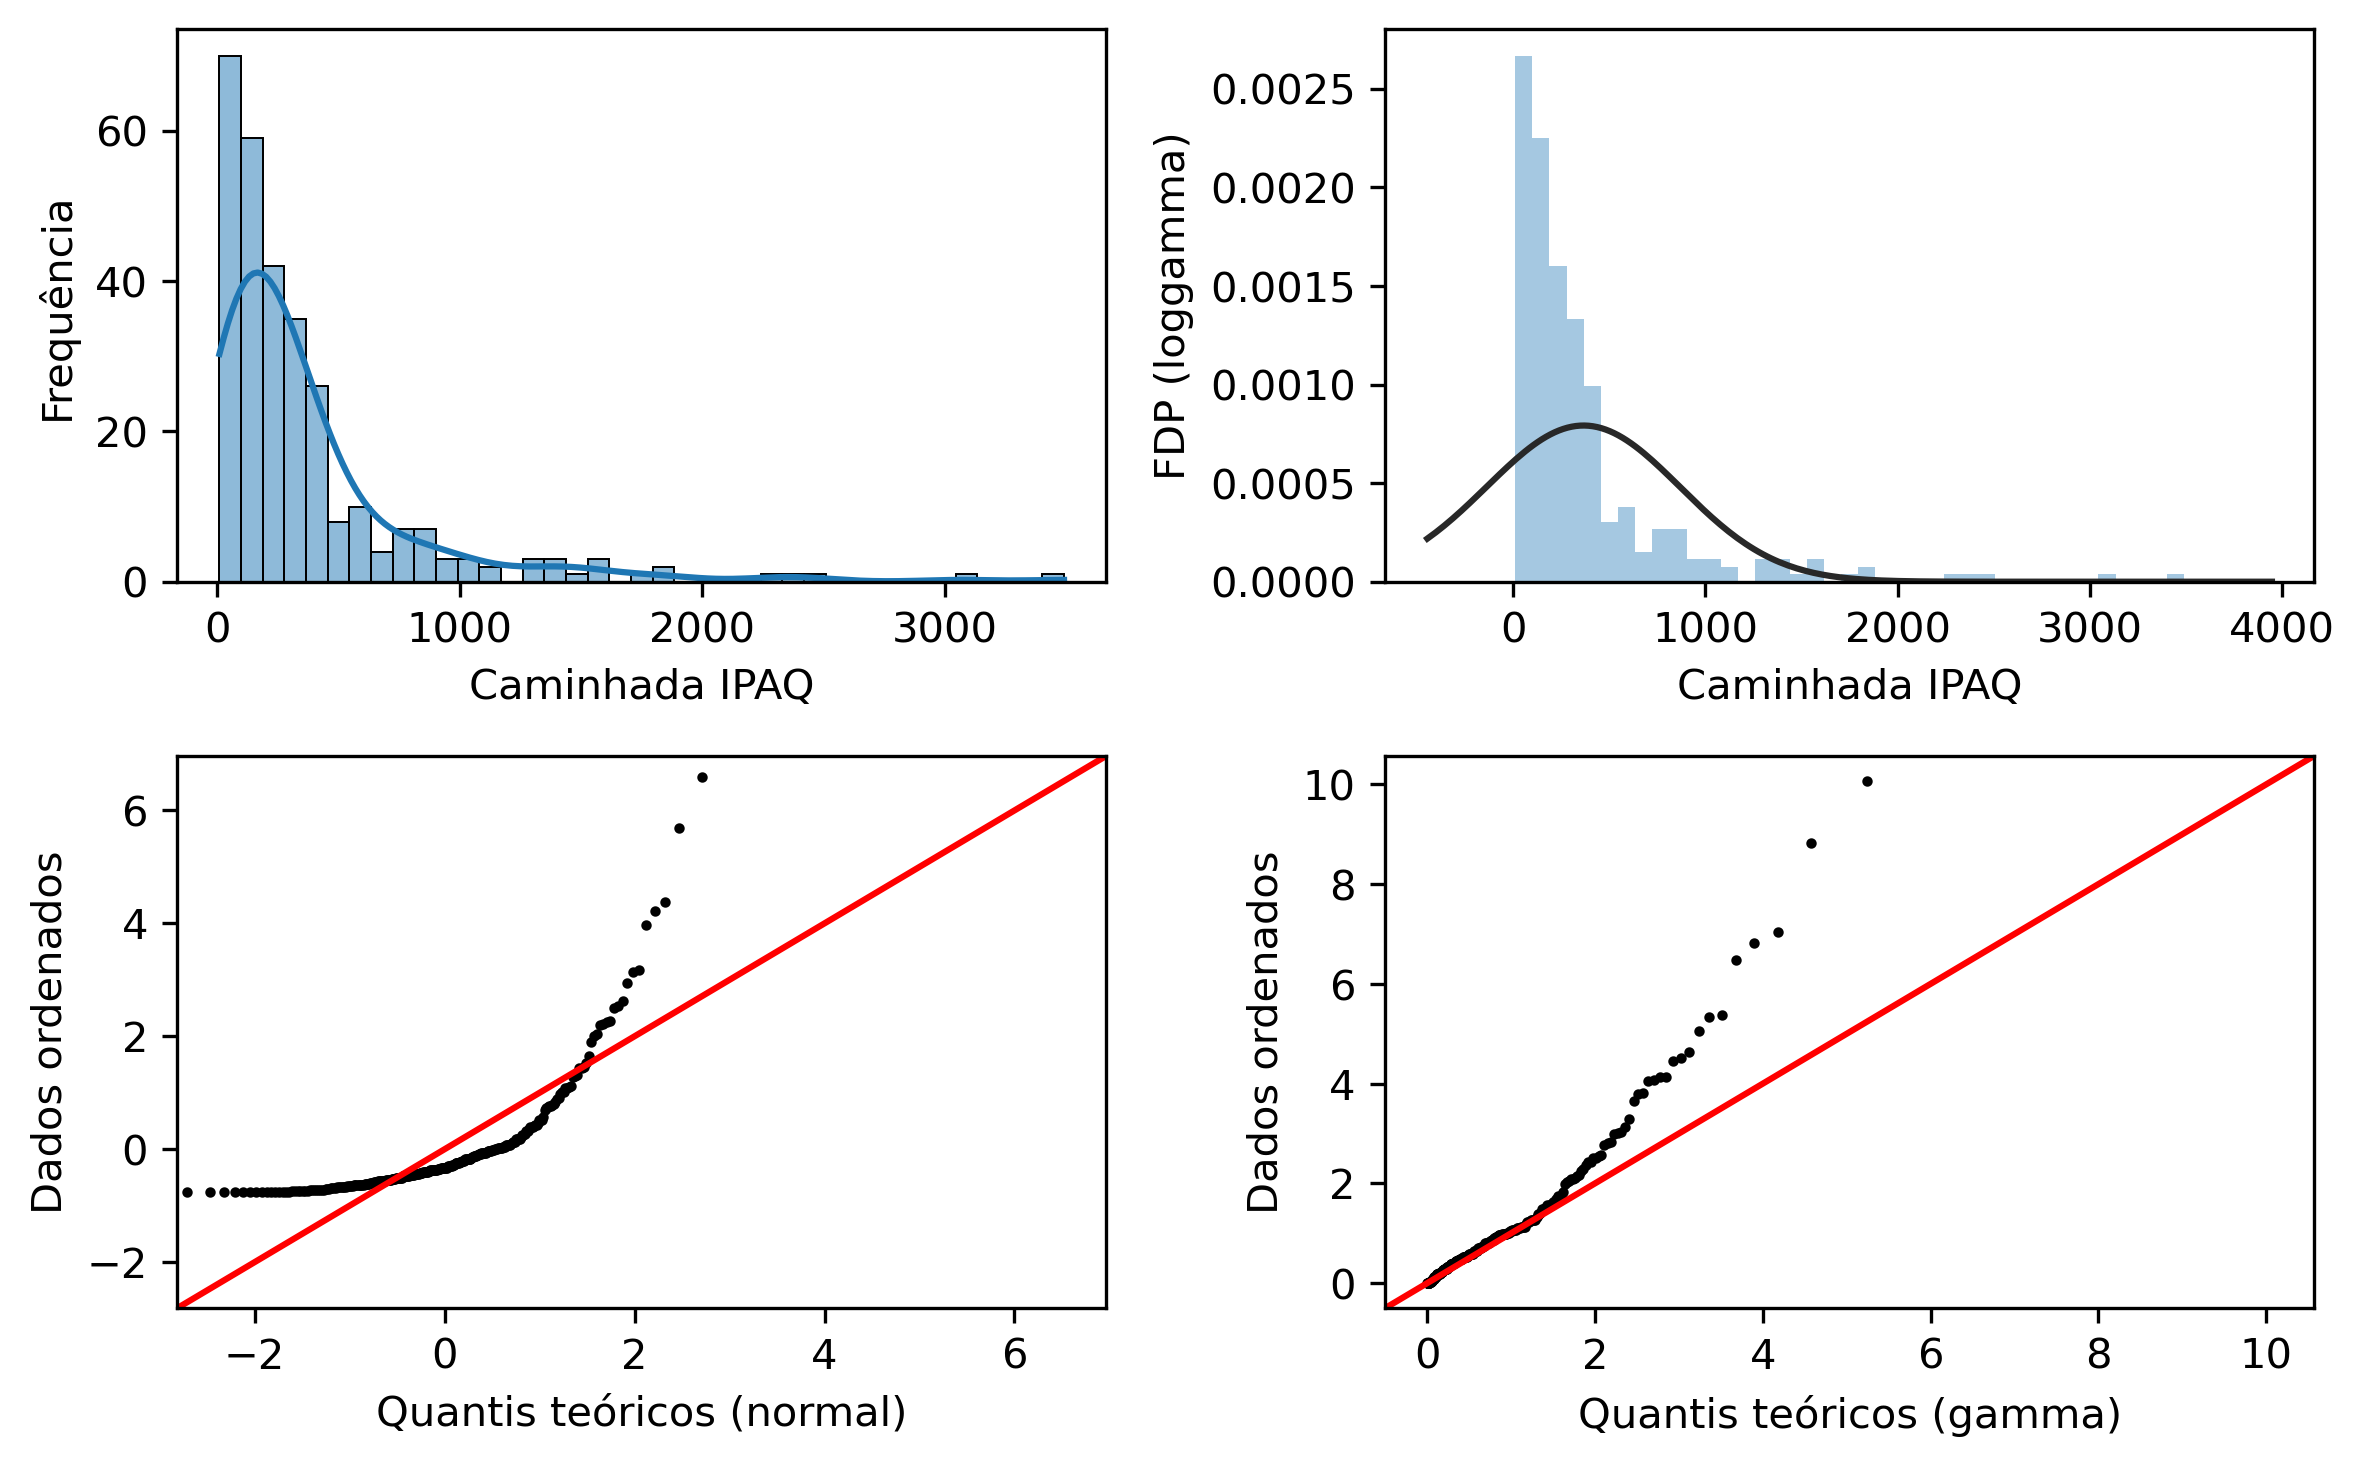 Frequência
60
40
20
0
0 1000 2000 3000
Caminhada IPAQ
FDP (loggamma)
0.0025
0.0020
0.0015
0.0010
0.0005
0.0000
0 1000 2000 3000 4000
Caminhada IPAQ
Dados ordenados
6
4
2
0
−2
−2 0 2 4 6
Quantis teóricos (normal)
Dados ordenados
10
8
6
4
2
0
0 2 4 6 8 10
Quantis teóricos (gamma)